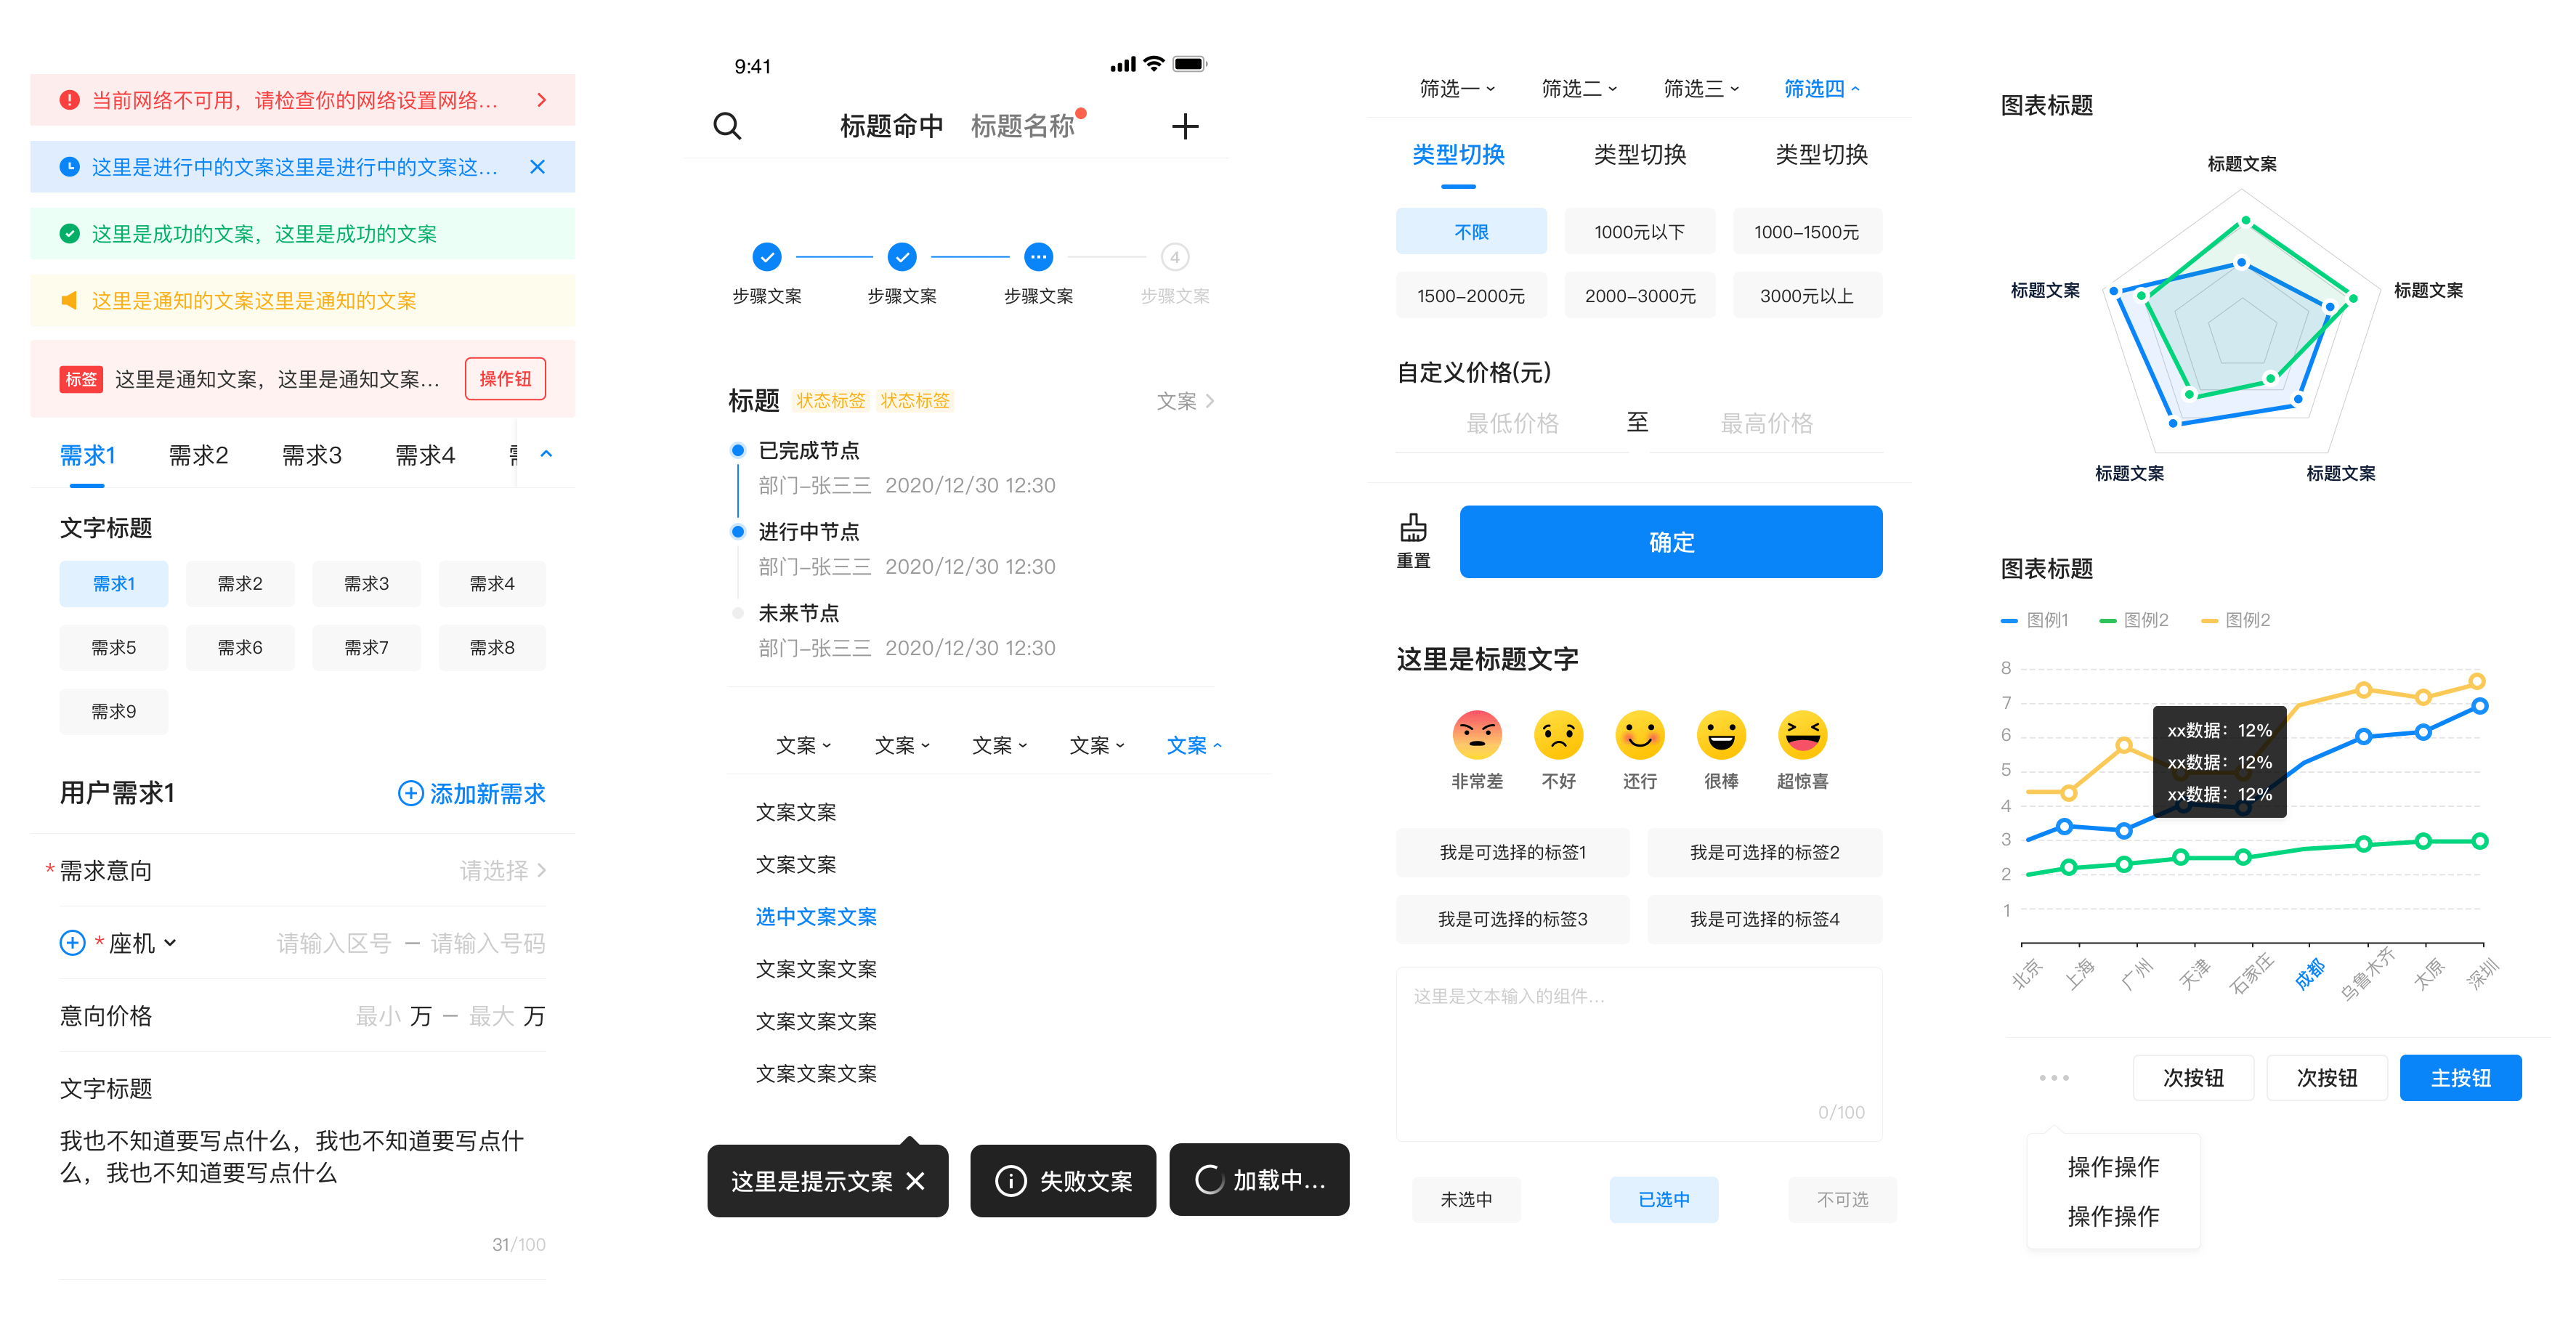 当前网络不可用，请检查你的网络设置网络...
这里是进行中的文案这里是进行中的文案这...
这里是成功的文案，这里是成功的文案
这里是通知的文案这里是通知的文案
标签 这里是通知文案，这里是通知文案... 操作钮
需求1 需求2 需求3 需求4
文字标题
需求1 需求2 需求3 需求4
需求5 需求6 需求7 需求8
需求9
用户需求1 添加新需求
*需求意向 请选择
*座机 请输入区号 – 请输入号码
意向价格 最小 万 – 最大 万
文字标题
我也不知道要写点什么，我也不知道要写点什
么，我也不知道要写点什么
31/100
9:41
标题命中 标题名称
4
步骤文案 步骤文案 步骤文案 步骤文案
标题 状态标签 状态标签 文案
已完成节点
部门–张三三 2020/12/30 12:30
进行中节点
部门–张三三 2020/12/30 12:30
未来节点
部门–张三三 2020/12/30 12:30
文案 文案 文案 文案 文案
文案文案
文案文案
选中文案文案
文案文案文案
文案文案文案
文案文案文案
这里是提示文案
失败文案
加载中...
筛选一 筛选二 筛选三 筛选四
类型切换 类型切换 类型切换
不限 1000元以下 1000–1500元
1500–2000元 2000–3000元 3000元以上
自定义价格(元)
最低价格 至 最高价格
重置
确定
这里是标题文字
非常差 不好 还行 很棒 超惊喜
我是可选择的标签1 我是可选择的标签2
我是可选择的标签3 我是可选择的标签4
这里是文本输入的组件...
0/100
未选中 已选中 不可选
图表标题
标题文案
标题文案 标题文案
标题文案 标题文案
图表标题
图例1 图例2 图例2
8
7
6
5
4
3
2
1
xx数据：12%
xx数据：12%
xx数据：12%
北京 上海 广州 天津 石家庄 成都 乌鲁木齐 太原 深圳
次按钮 次按钮 主按钮
操作操作
操作操作